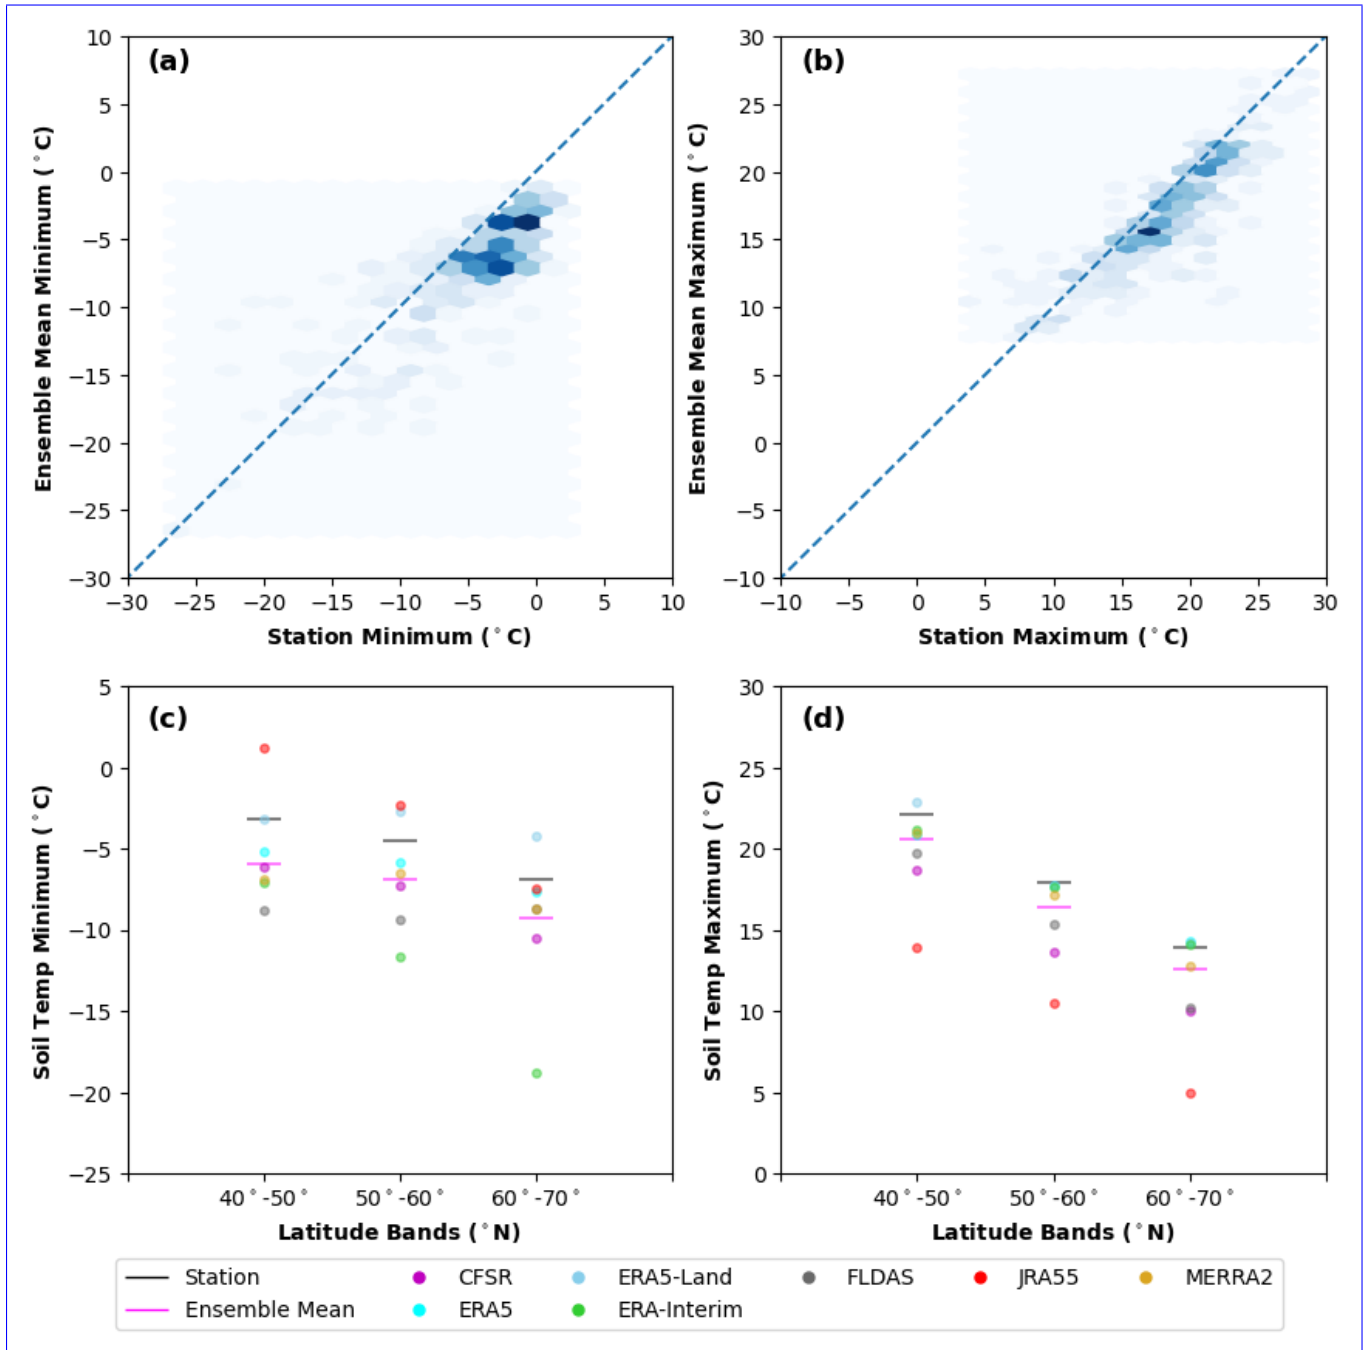 (a)
10
5
0
−5
−10
−15
−20
−25
−30
Ensemble Mean Minimum (°C)
−30 −25 −20 −15 −10 −5 0 5 10
Station Minimum (°C)
(b)
30
25
20
15
10
5
0
−5
−10
Ensemble Mean Maximum (°C)
−10 −5 0 5 10 15 20 25 30
Station Maximum (°C)
(c)
5
0
−5
−10
−15
−20
−25
Soil Temp Minimum (°C)
40°-50° 50°-60° 60°-70°
Latitude Bands (°N)
(d)
30
25
20
15
10
5
0
Soil Temp Maximum (°C)
40°-50° 50°-60° 60°-70°
Latitude Bands (°N)
Station CFSR ERA5-Land FLDAS JRA55 MERRA2
Ensemble Mean ERA5 ERA-Interim